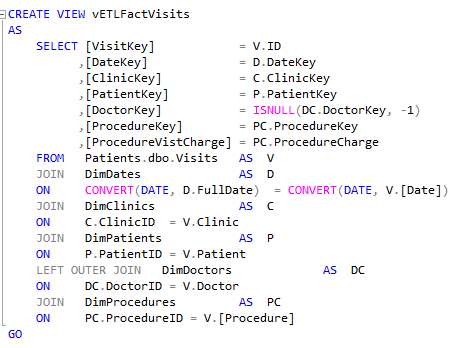 CREATE VIEW vETLFactVisits
AS
SELECT [VisitKey] = V.ID
,[DateKey] = D.DateKey
,[ClinicKey] = C.ClinicKey
,[PatientKey] = P.PatientKey
,[DoctorKey] = ISNULL(DC.DoctorKey, -1)
,[ProcedureKey] = PC.ProcedureKey
,[ProcedureVistCharge] = PC.ProcedureCharge
FROM Patients.dbo.Visits AS V
JOIN DimDates AS D
ON CONVERT(DATE, D.FullDate) = CONVERT(DATE, V.[Date])
JOIN DimClinics AS C
ON C.ClinicID = V.Clinic
JOIN DimPatients AS P
ON P.PatientID = V.Patient
LEFT OUTER JOIN DimDoctors AS DC
ON DC.DoctorID = V.Doctor
JOIN DimProcedures AS PC
ON PC.ProcedureID = V.[Procedure]
GO